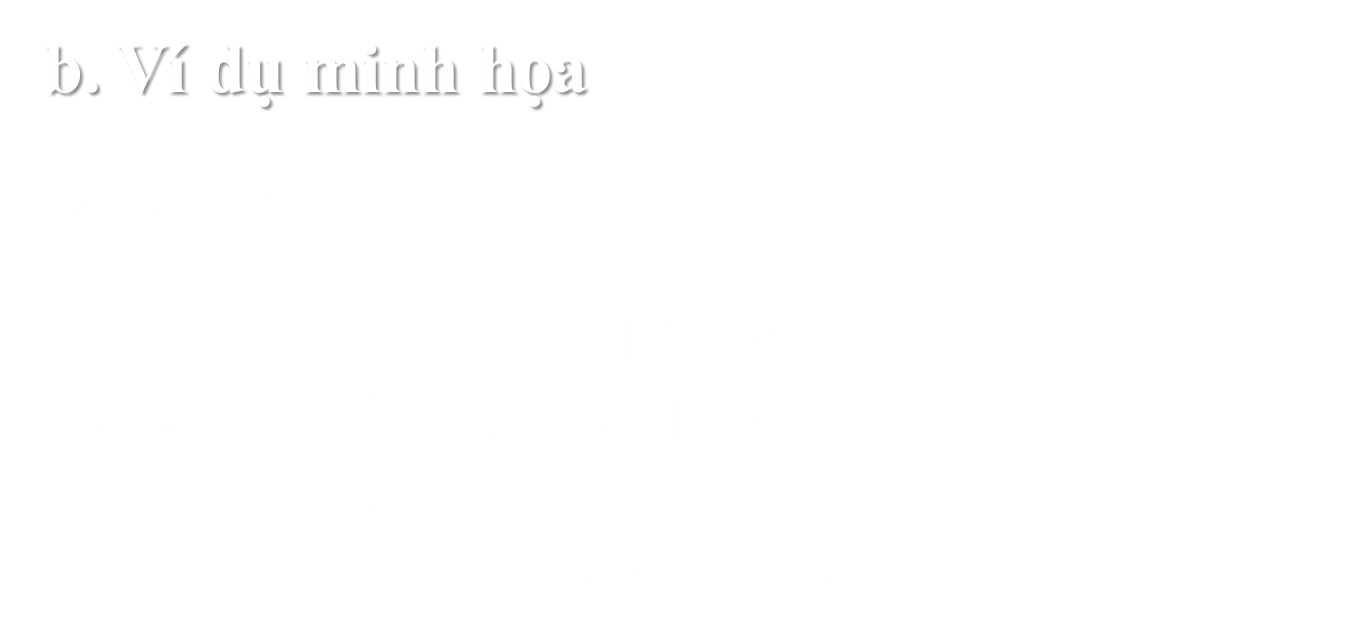 b. Ví dụ minh họa